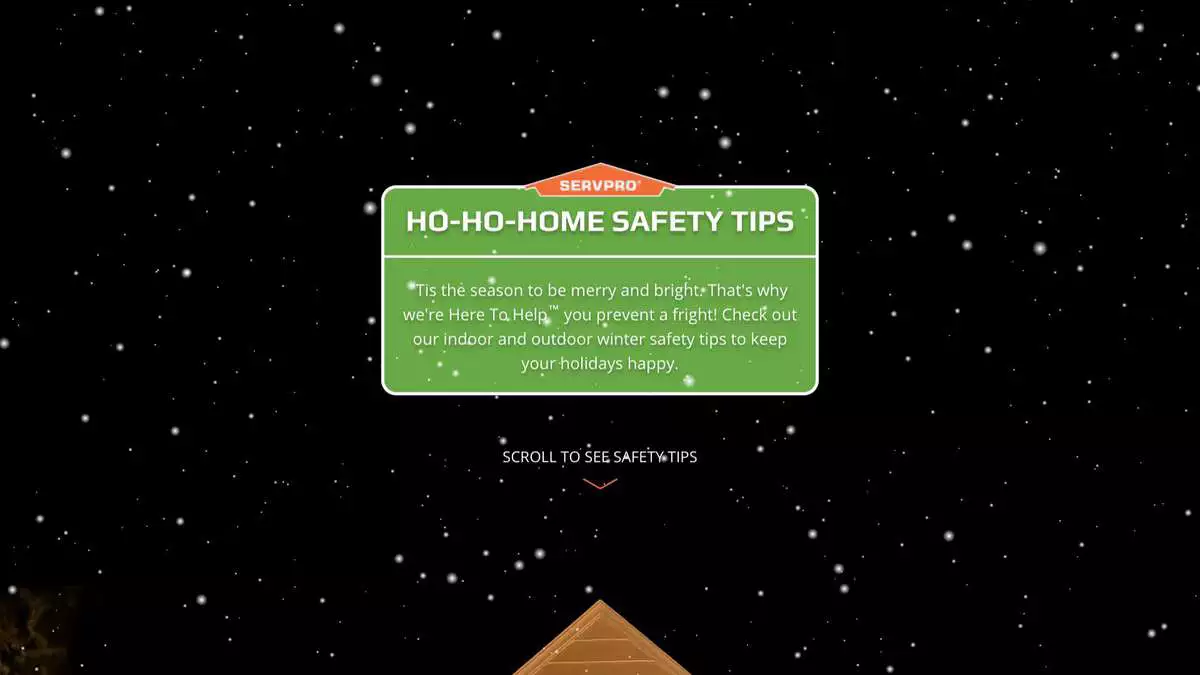 SERVPRO®
HO-HO-HOME SAFETY TIPS
'Tis the season to be merry and bright. That's why
we're Here To Help™ you prevent a fright! Check out
our indoor and outdoor winter safety tips to keep
your holidays happy.
SCROLL TO SEE SAFETY TIPS